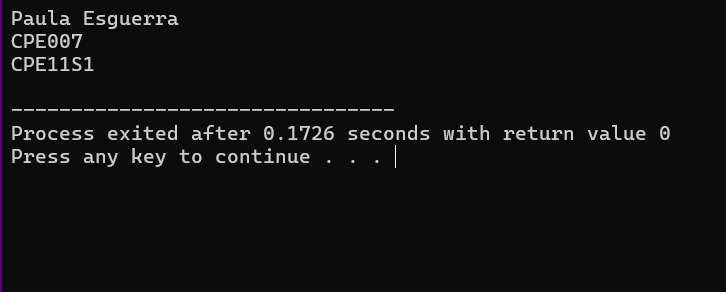 Paula Esguerra
CPE007
CPE11S1
--------------------------------
Process exited after 0.1726 seconds with return value 0
Press any key to continue . . .